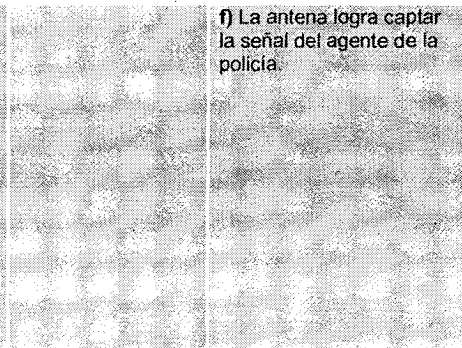 f) La antena logra captar
la señal del agente de la
policía.